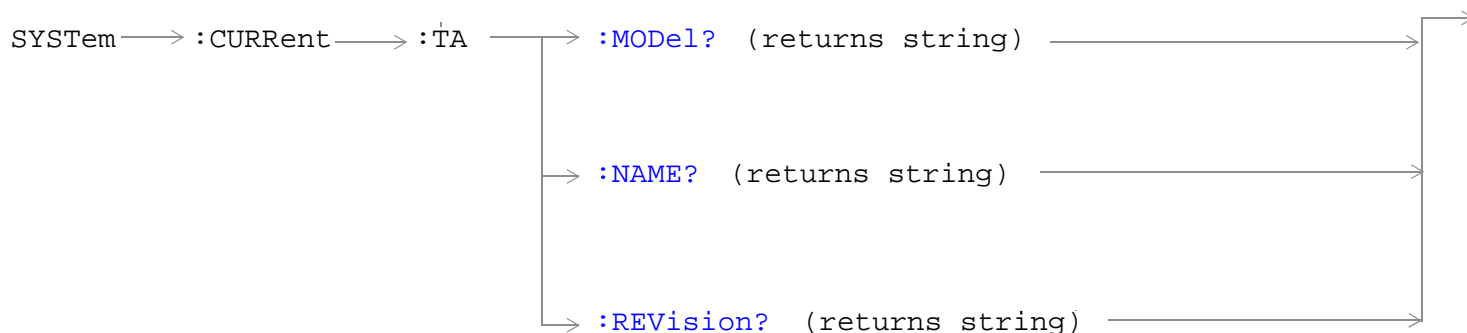 SYSTem :CURRent :TA :MODel? (returns string)
:NAME? (returns string)
:REVision? (returns string)